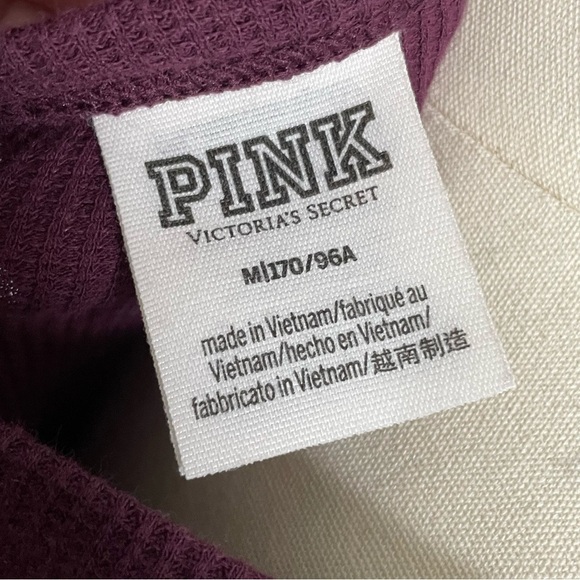 PINK
VICTORIA'S SECRET
M|170/96A
made in Vietnam/fabriqué au
Vietnam/hecho en Vietnam/
fabbricato in Vietnam/越南制造